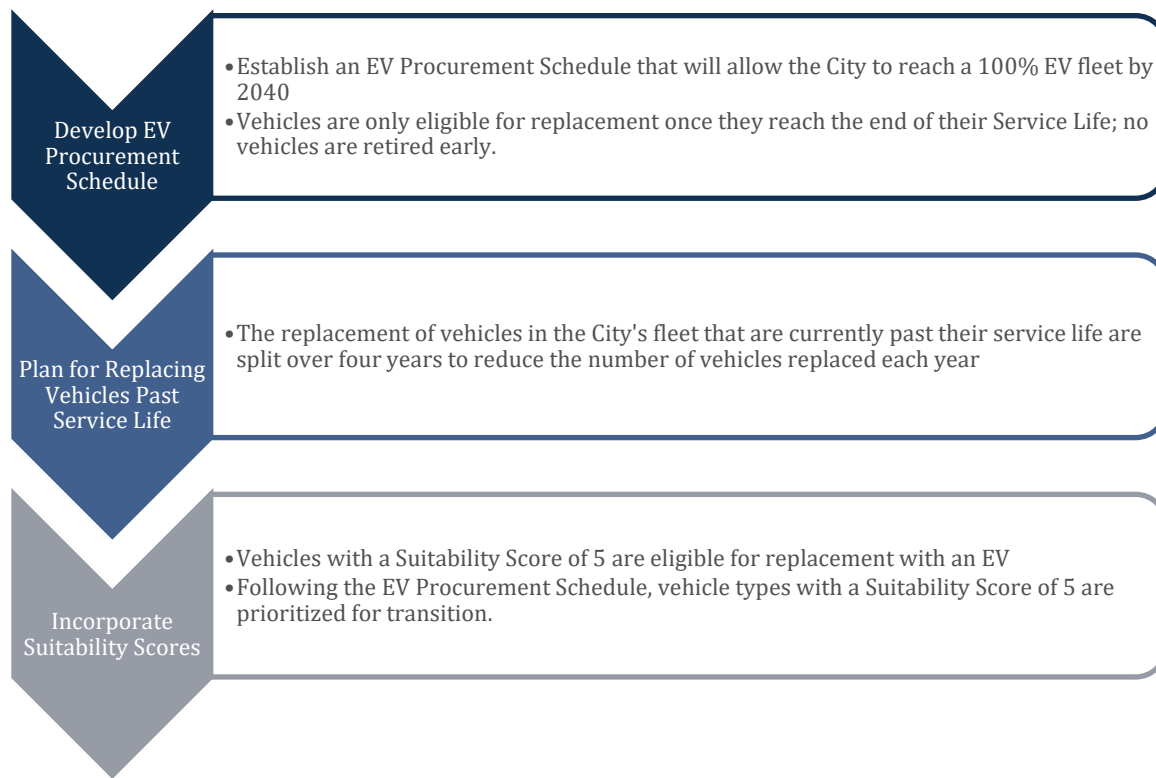 Develop EV
Procurement
Schedule
•Establish an EV Procurement Schedule that will allow the City to reach a 100% EV fleet by
2040
•Vehicles are only eligible for replacement once they reach the end of their Service Life; no
vehicles are retired early.
Plan for Replacing
Vehicles Past
Service Life
•The replacement of vehicles in the City's fleet that are currently past their service life are
split over four years to reduce the number of vehicles replaced each year
Incorporate
Suitability Scores
•Vehicles with a Suitability Score of 5 are eligible for replacement with an EV
•Following the EV Procurement Schedule, vehicle types with a Suitability Score of 5 are
prioritized for transition.